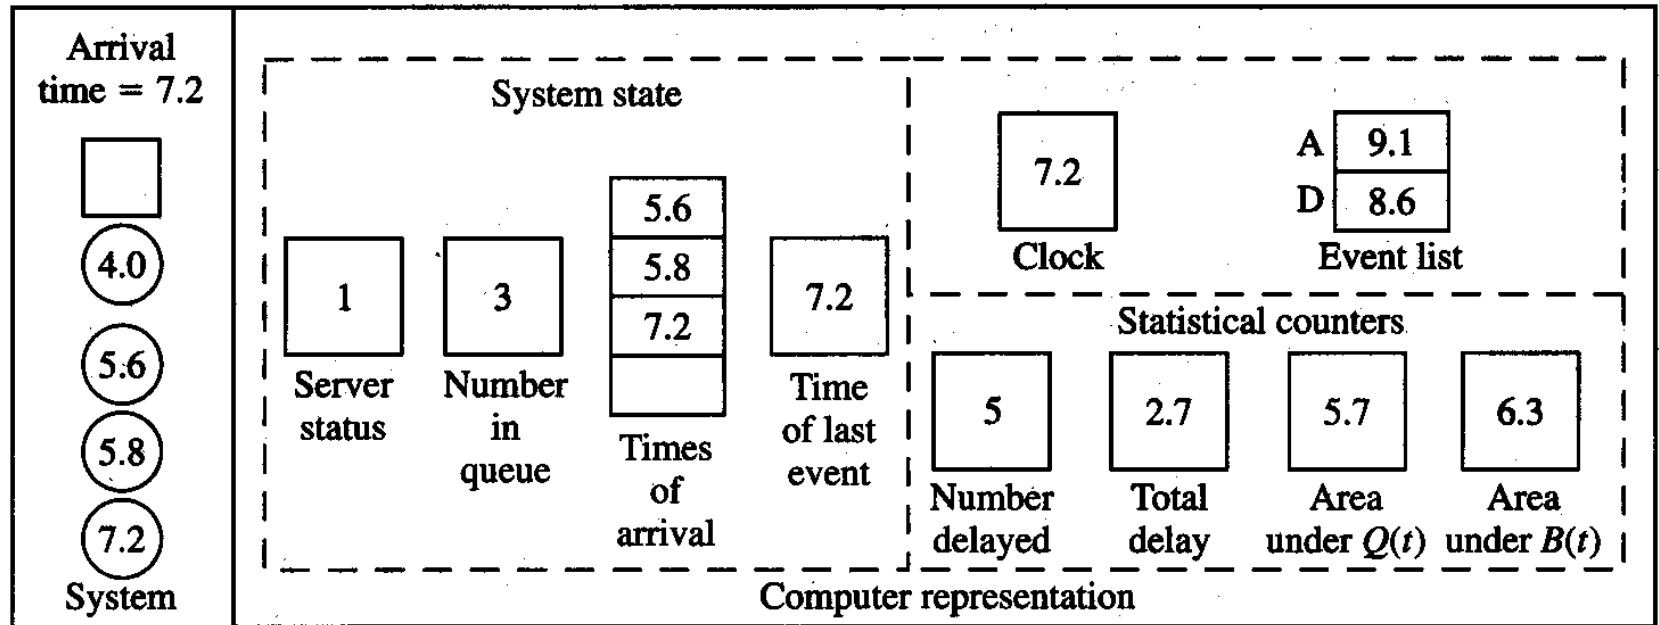 Arrival
time = 7.2
4.0
5.6
5.8
7.2
System
System state
1
Server
status
3
Number
in
queue
5.6
5.8
7.2
Times
of
arrival
7.2
Time
of last
event
7.2
Clock
A 9.1
D 8.6
Event list
Statistical counters
5
Number
delayed
2.7
Total
delay
5.7
Area
under Q(t)
6.3
Area
under B(t)
Computer representation